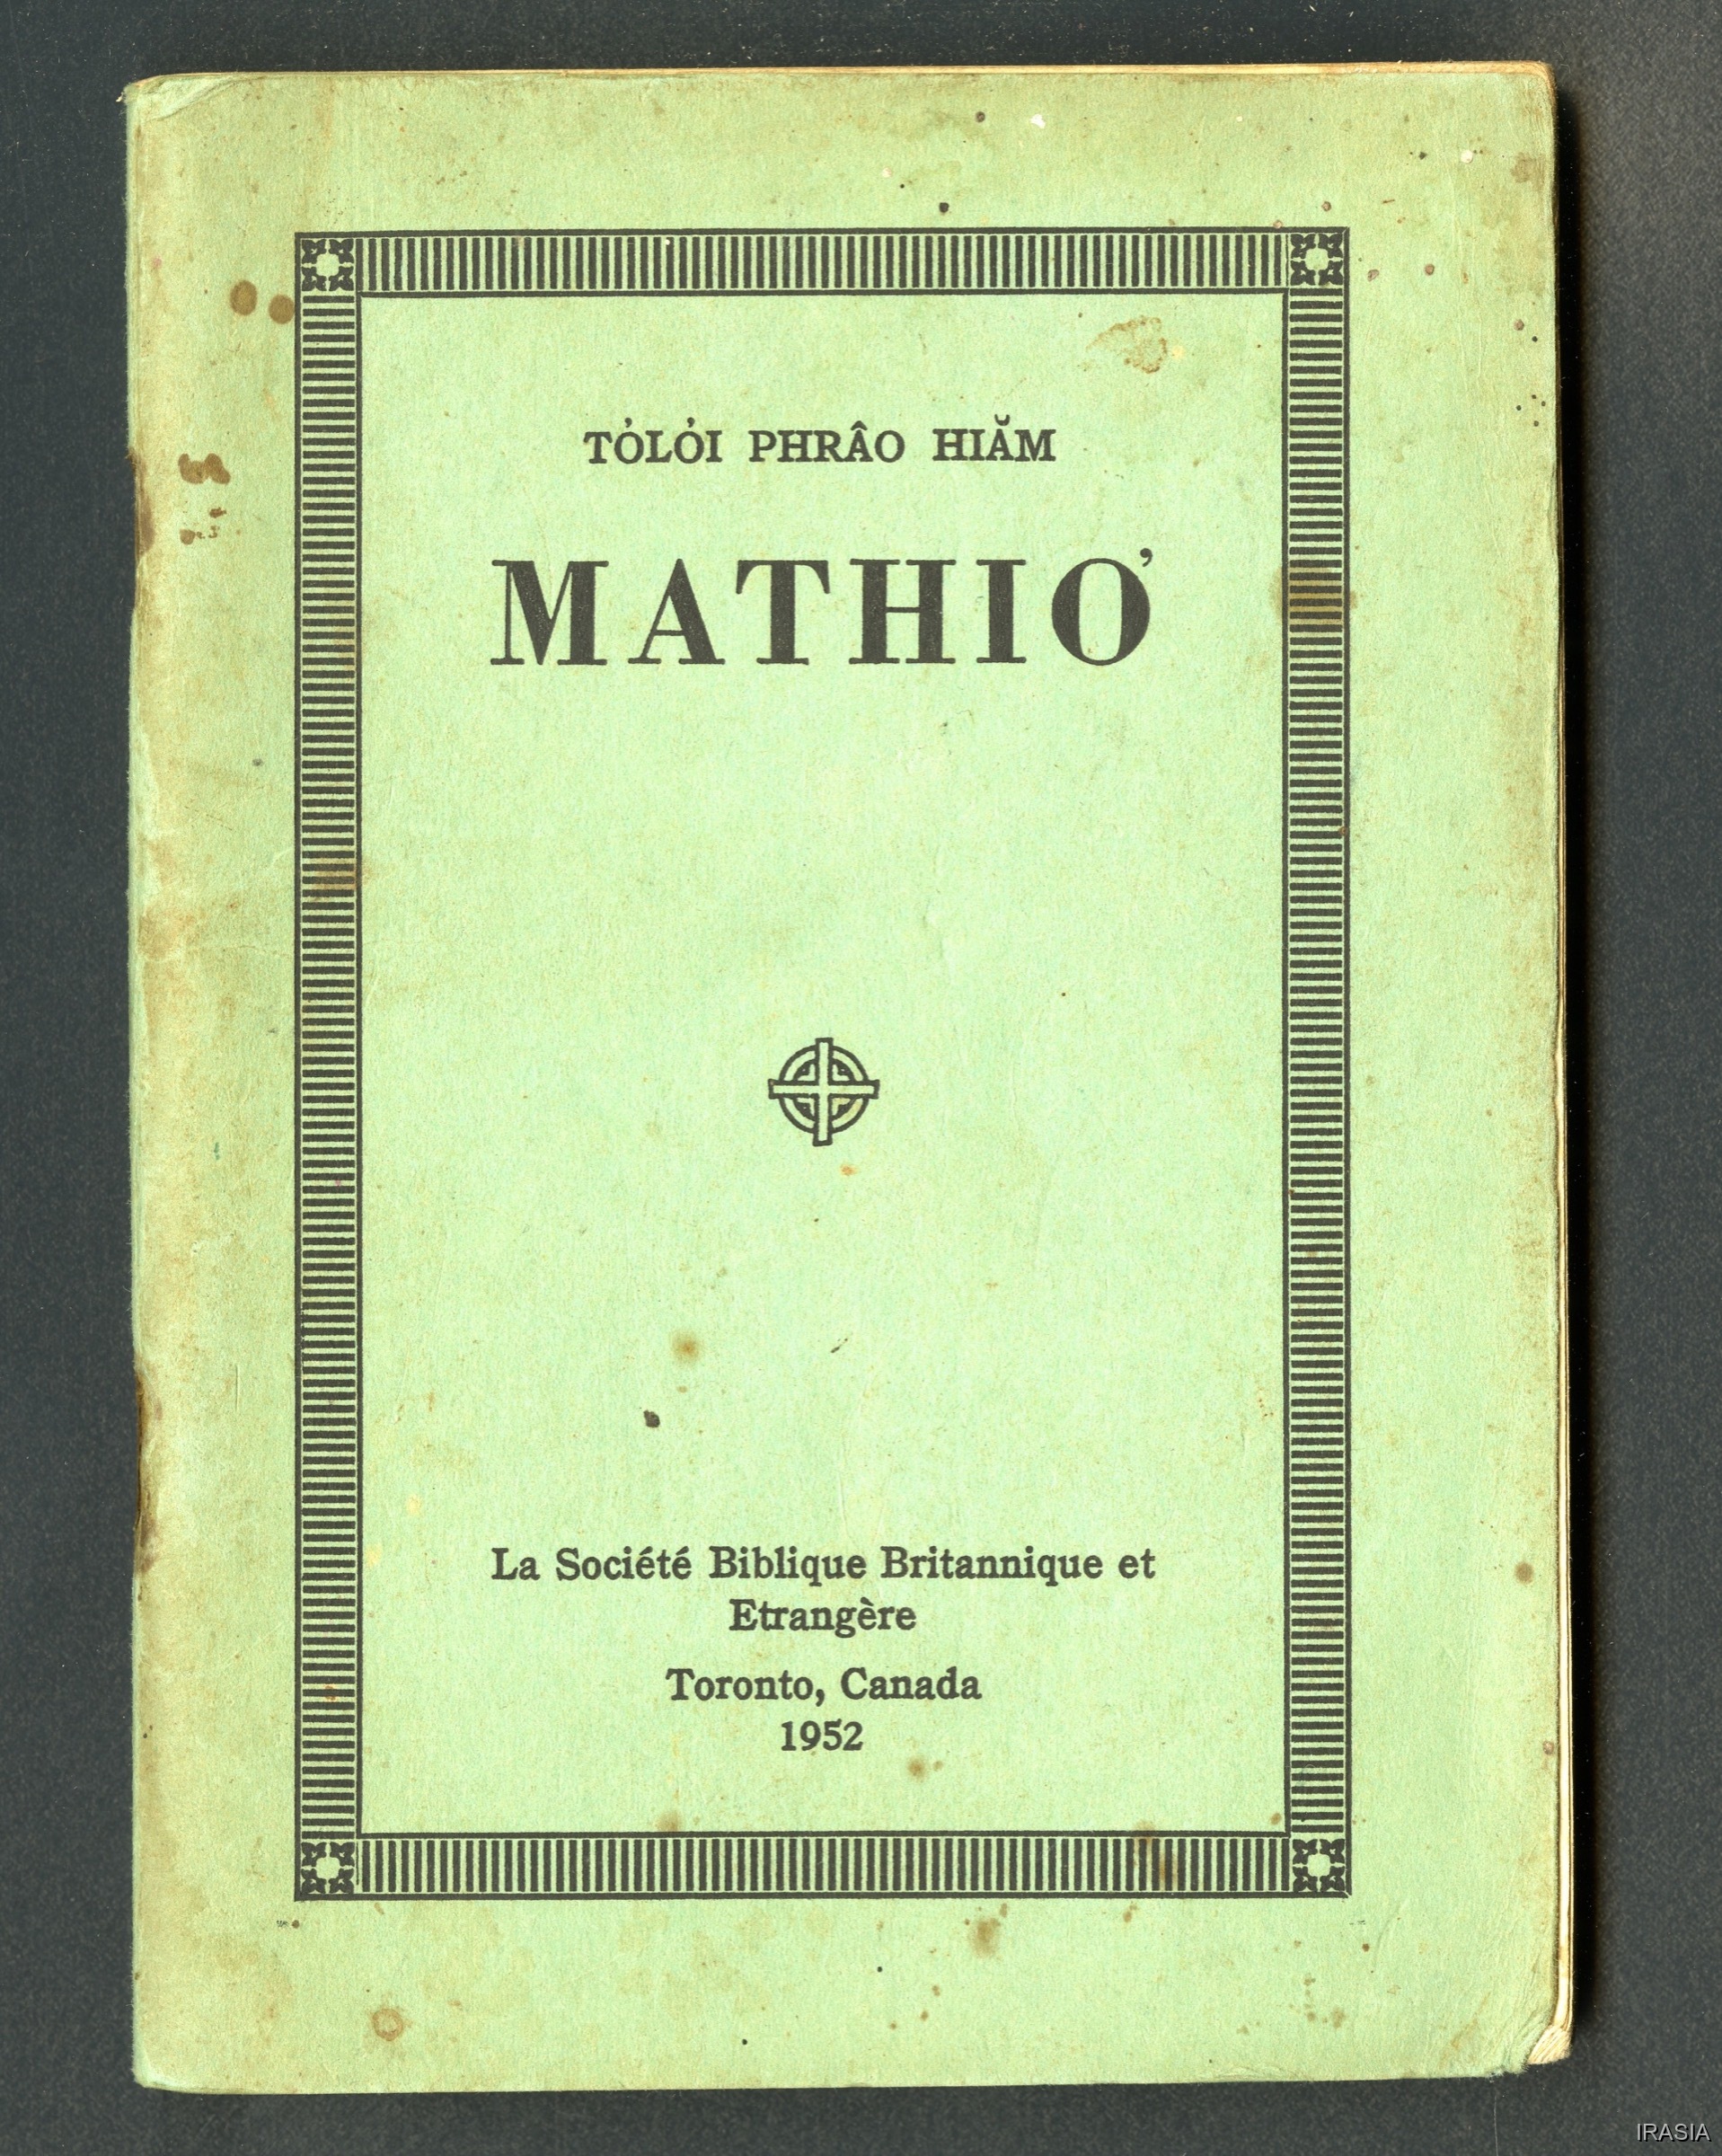 TỎLỎI PHRÂO HIĂM
MATHIƠ
La Société Biblique Britannique et
Etrangère
Toronto, Canada
1952
IRASIA